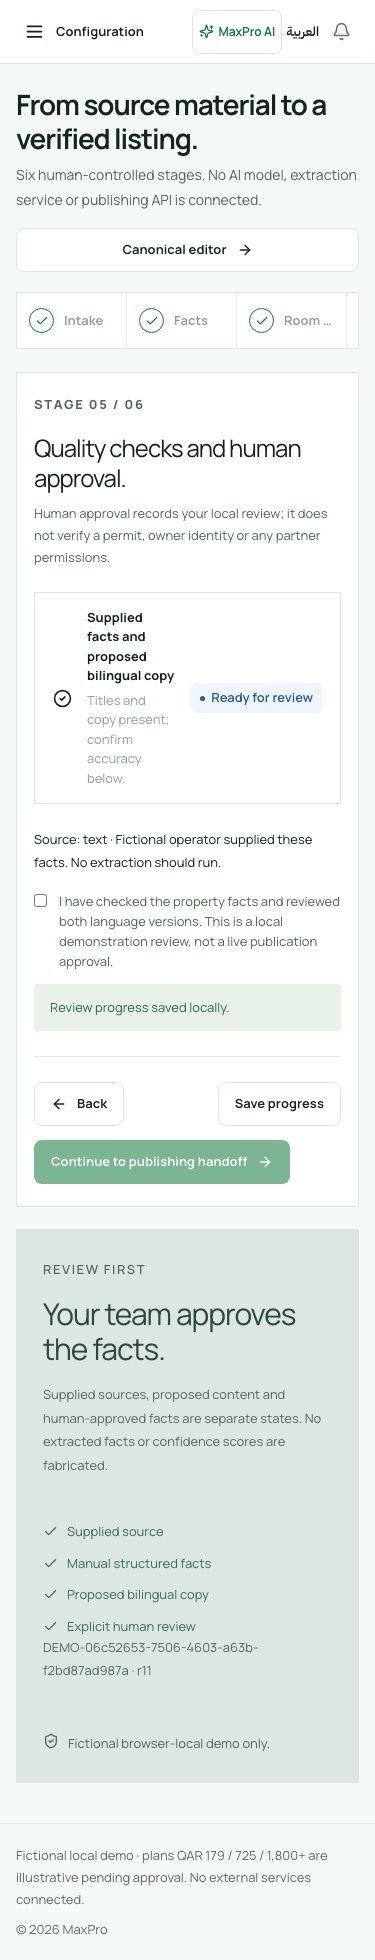 Configuration
MaxPro AI
العربية
From source material to a
verified listing.
Six human-controlled stages. No AI model, extraction
service or publishing API is connected.
Canonical editor
Intake
Facts
Room ...
STAGE 05 / 06
Quality checks and human
approval.
Human approval records your local review; it does
not verify a permit, owner identity or any partner
permissions.
Supplied
facts and
proposed
bilingual copy
Titles and
copy present;
confirm
accuracy
below.
Ready for review
Source: text · Fictional operator supplied these
facts. No extraction should run.
I have checked the property facts and reviewed
both language versions. This is a local
demonstration review, not a live publication
approval.
Review progress saved locally.
Back
Save progress
Continue to publishing handoff
REVIEW FIRST
Your team approves
the facts.
Supplied sources, proposed content and
human-approved facts are separate states. No
extracted facts or confidence scores are
fabricated.
Supplied source
Manual structured facts
Proposed bilingual copy
Explicit human review
DEMO-06c52653-7506-4603-a63b-
f2bd87ad987a · r11
Fictional browser-local demo only.
Fictional local demo · plans QAR 179 / 725 / 1,800+ are
illustrative pending approval. No external services
connected.
© 2026 MaxPro